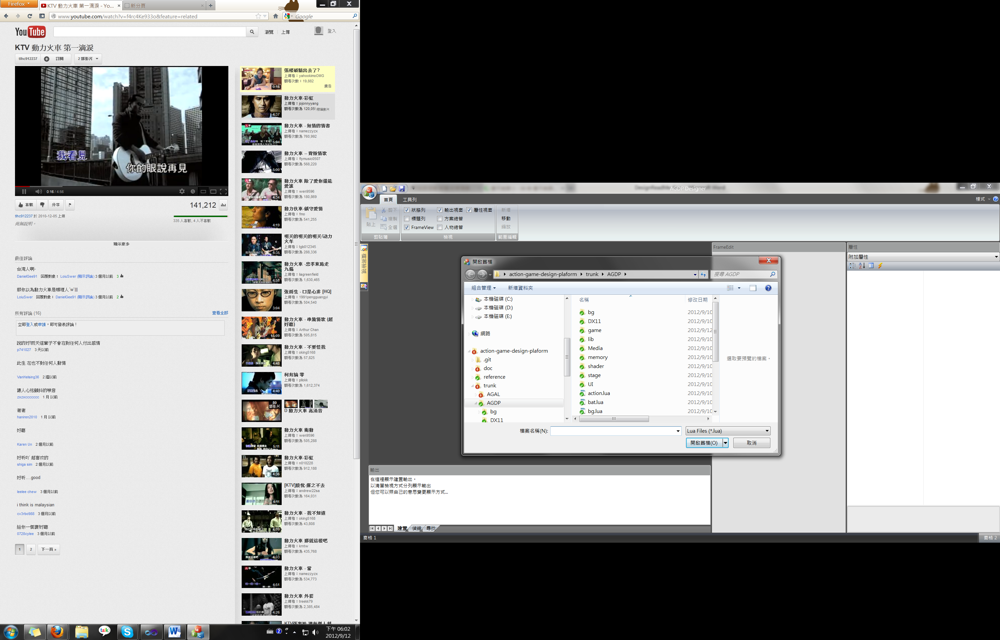 Firefox
KTV 動力火車 第一滴淚 - Yo...
新分頁
www.youtube.com/watch?v=f4rc4Ke933o&feature=related
Google
YouTube
瀏覽
上傳
登入
KTV 動力火車 第一滴淚
tlhc912237
訂閱
2 部影片
我看見
你的眼說再見
0:16 / 4:56
喜歡
分享
141,212
tlhc912237 於 2010-12-05 上傳
335 人喜歡, 4 人不喜歡
尚無說明。
顯示更多
最佳評論
台湾人啊-
DanielGee91 回覆對象: LoiuSwer (顯示評論) 3 個月以前 3
那你以為動力火車是哪裡人ˊwˋ|||
LoiuSwer 回覆對象: DanielGee91 (顯示評論) 3 個月以前 2
所有評論 (16)
查看全部
立即登入或申請，即可發表評論！
說的好!雨天這輩子不會在對任何人付出感情
p741027 3 天以前
此生 在也不對任何人動情
VanHelsing36 2 週以前
讓人心弦顫抖的喉音
zxzxccccccc 1 月 以前
谢谢
haniren2010 1 月 以前
好聽
Karen Un 2 個月以前
好听吖 超喜欢的
shiga sim 2 個月以前
好听....good
leelee chew 3 個月以前
i think is malaysian
cv3rbo988 3 個月以前
給你一個讚!好聽
0728cylee 3 個月以前
1
2
下一頁 »
張棋碩豁出去了?
上傳者：yahookimoOMG
觀看次數：19,882
廣告
0:16
動力火車-彩虹
上傳者：jojonnyyang
觀看次數為 120,05
精選影片
4:37
動力火車 - 無情的情書
上傳者：namezzyzx
觀看次數為 760,992
5:04
動力火車 -- 背叛情歌
上傳者：flymusic0507
觀看次數為 568,220
5:00
動力火車 除了愛你還能
愛誰
上傳者：wen9596
觀看次數為 180,869
4:34
動力伙車-鎮守愛情
上傳者：fmo
觀看次數為 541,255
4:19
明天的明天的明天/动力
火车
上傳者：tgb012345
觀看次數為 288,336
6:35
動力火車 -忠孝東路走
九遍
上傳者：liagreenfield
觀看次數為 1,630,465
4:58
張雨生 - 口是心非 [HQ]
上傳者：1991pengguangyi
觀看次數為 504,540
3:04
動力火車 - 串燒情歌 (超
好聽)
上傳者：Arthur Chan
觀看次數為 505,815
15:09
動力火車 - 不要怪我
上傳者：oking5168
觀看次數為 57,825
4:48
柯有綸 零
上傳者：pllokk
觀看次數為 1,612,374
4:40
80
部影片
D 動力火車 高清音
動力火車 衝動
上傳者：wen9596
觀看次數為 505,288
5:11
動力火車-彩虹
上傳者：n010228
觀看次數為 912,188
4:36
[KTV]殷悅-揮之不去
上傳者：andrew22sa
觀看次數為 164,031
4:11
動力火車 - 我不知道
上傳者：oking5168
觀看次數為 43,808
4:09
動力火車 那就這樣吧
上傳者：krntw
觀看次數為 435,768
那就這樣吧
4:33
動力火車 - 當
上傳者：namezzyzx
觀看次數為 534,773
4:51
動力火車 外套
上傳者：treekk79
觀看次數為 2,385,484
4:26
talk
下午 06:02
2012/9/12
AGDP Designer
首頁
工具列
樣式
貼上
剪下
複製
全選
剪貼簿
狀態列
標題列
FrameView
輸出視窗
方案總管
人物總管
屬性視窗
檢視
新增
移動
縮放
範圍編輯
檔案檢視
FrameEdit
屬性
附加屬性
開啟舊檔
action-game-design-plaform
trunk
AGDP
搜尋 AGDP
組合管理
新增資料夾
本機磁碟 (C:)
本機磁碟 (D:)
本機磁碟 (E:)
網路
action-game-design-plaform
.git
doc
reference
trunk
AGAL
AGDP
bg
DX11
名稱
修改日期
bg 2012/9/10
DX11 2012/9/10
game 2012/9/12
lib 2012/9/10
Media 2012/9/10
memory 2012/9/10
shader 2012/9/10
stage 2012/9/10
UI 2012/9/10
action.lua 2012/9/10
bat.lua 2012/9/10
bg.lua 2012/9/10
選取要預覽的檔案。
檔案名稱(N):
Lua Files (*.lua)
開啟舊檔(O)
取消
輸出
在這裡顯示建置輸出。
以清單檢視方式分列顯示輸出
但您可以照自己的意思變更顯示方式...
建置
偵錯
尋找
窗格 1
窗格 2